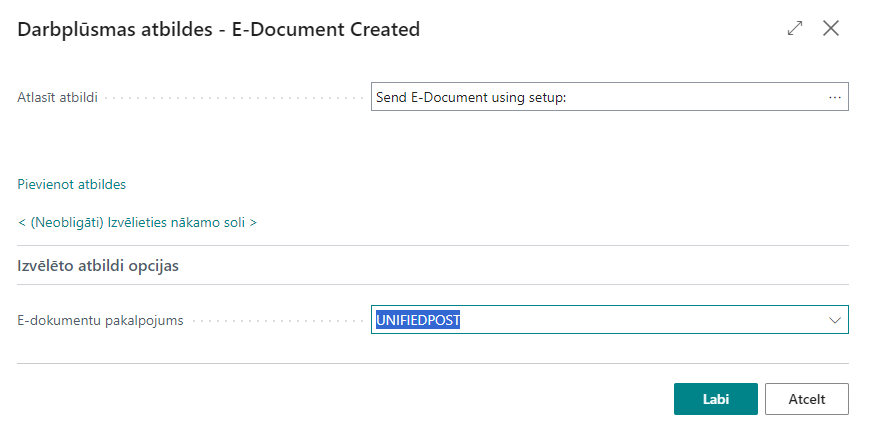 Darbplūsmas atbildes - E-Document Created
Atlasīt atbildi
Send E-Document using setup:
Pievienot atbildes
< (Neobligāti) Izvēlieties nākamo soli >
Izvēlēto atbildi opcijas
E-dokumentu pakalpojums
UNIFIEDPOST
Labi
Atcelt